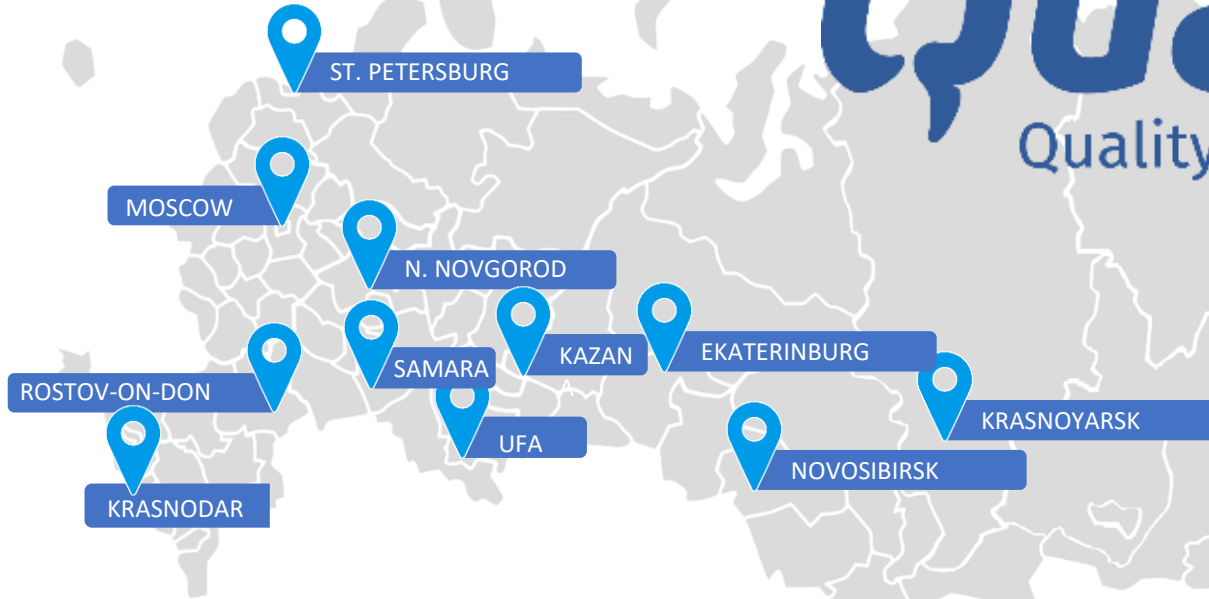 ST. PETERSBURG
Quality
MOSCOW
N. NOVGOROD
EKATERINBURG
KAZAN
SAMARA
ROSTOV-ON-DON
A
KRASNOYARSK
UFA
NOVOSIBIRSK
KRASNODAR